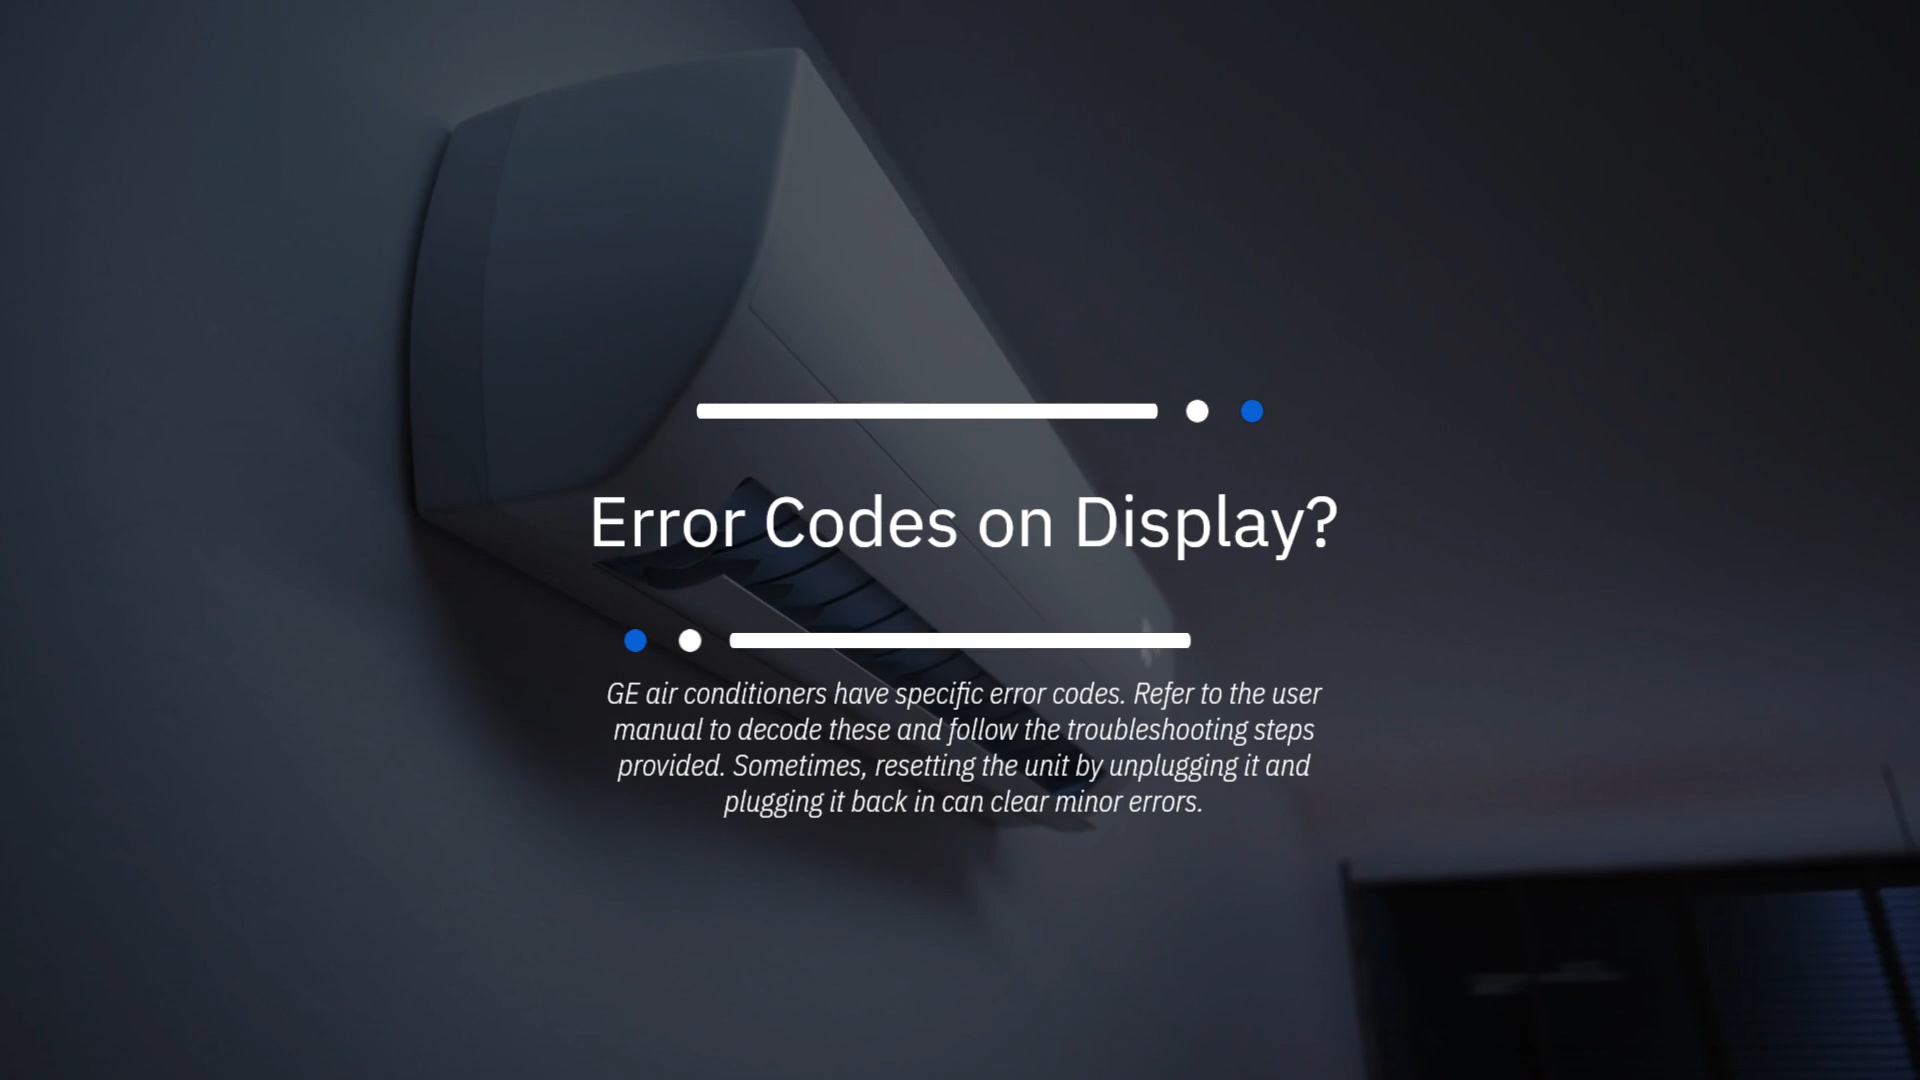 Error Codes on Display?
GE air conditioners have specific error codes. Refer to the user
manual to decode these and follow the troubleshooting steps
provided. Sometimes, resetting the unit by unplugging it and
plugging it back in can clear minor errors.